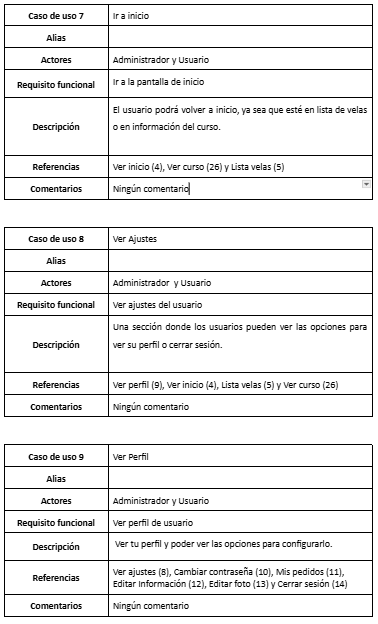 Caso de uso 7 Ir a inicio
Alias
Actores Administrador y Usuario
Requisito funcional Ir a la pantalla de inicio
Descripción El usuario podrá volver a inicio, ya sea que esté en lista de velas
o en información del curso.
Referencias Ver inicio (4), Ver curso (26) y Lista velas (5)
Comentarios Ningún comentario
Caso de uso 8 Ver Ajustes
Alias
Actores Administrador y Usuario
Requisito funcional Ver ajustes del usuario
Descripción Una sección donde los usuarios pueden ver las opciones para
ver su perfil o cerrar sesión.
Referencias Ver perfil (9), Ver inicio (4), Lista velas (5) y Ver curso (26)
Comentarios Ningún comentario
Caso de uso 9 Ver Perfil
Alias
Actores Administrador y Usuario
Requisito funcional Ver perfil de usuario
Descripción Ver tu perfil y poder ver las opciones para configurarlo.
Referencias Ver ajustes (8), Cambiar contraseña (10), Mis pedidos (11),
Editar Información (12), Editar foto (13) y Cerrar sesión (14)
Comentarios Ningún comentario